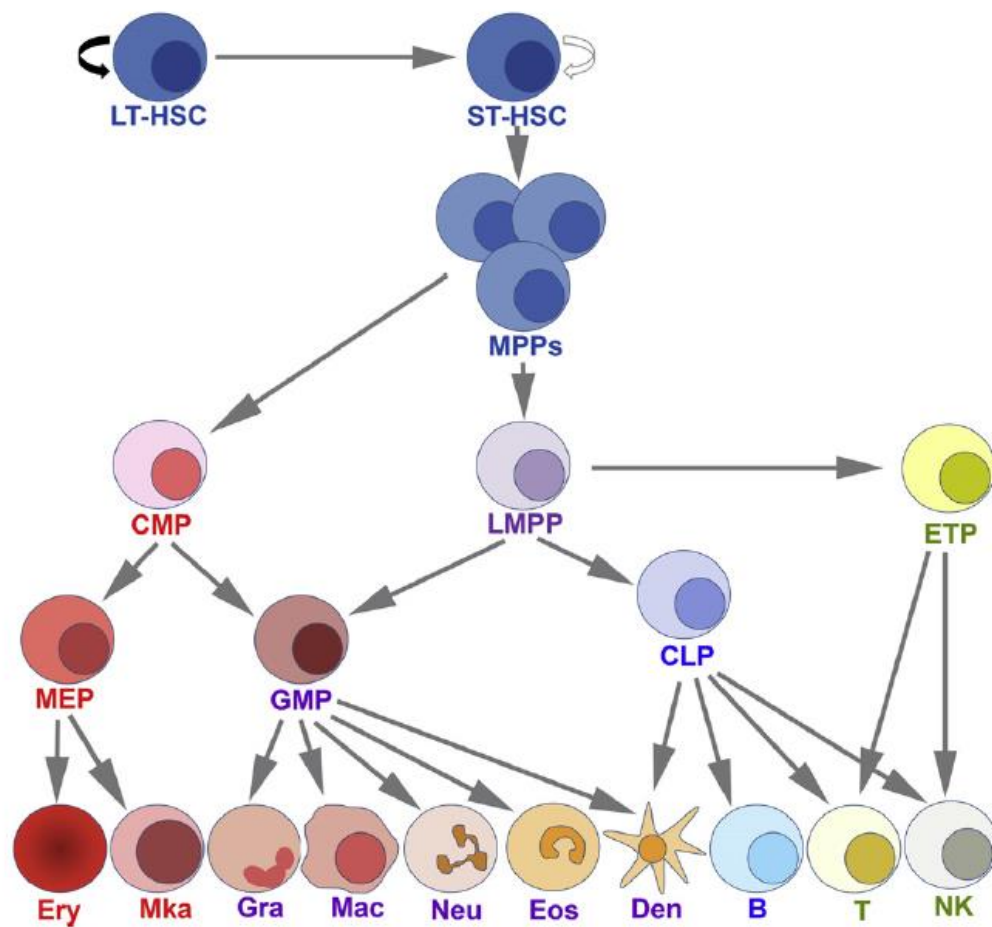 LT-HSC
ST-HSC
MPPs
CMP
LMPP
ETP
MEP
GMP
CLP
Ery
Mka
Gra
Mac
Neu
Eos
Den
B
T
NK